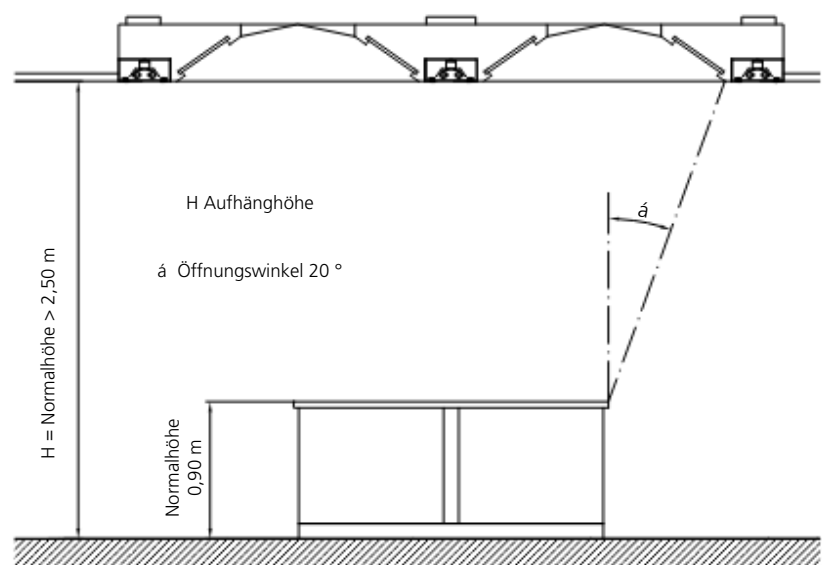 H Aufhänghöhe
á
á Öffnungswinkel 20 °
H = Normalhöhe > 2,50 m
Normalhöhe
0,90 m